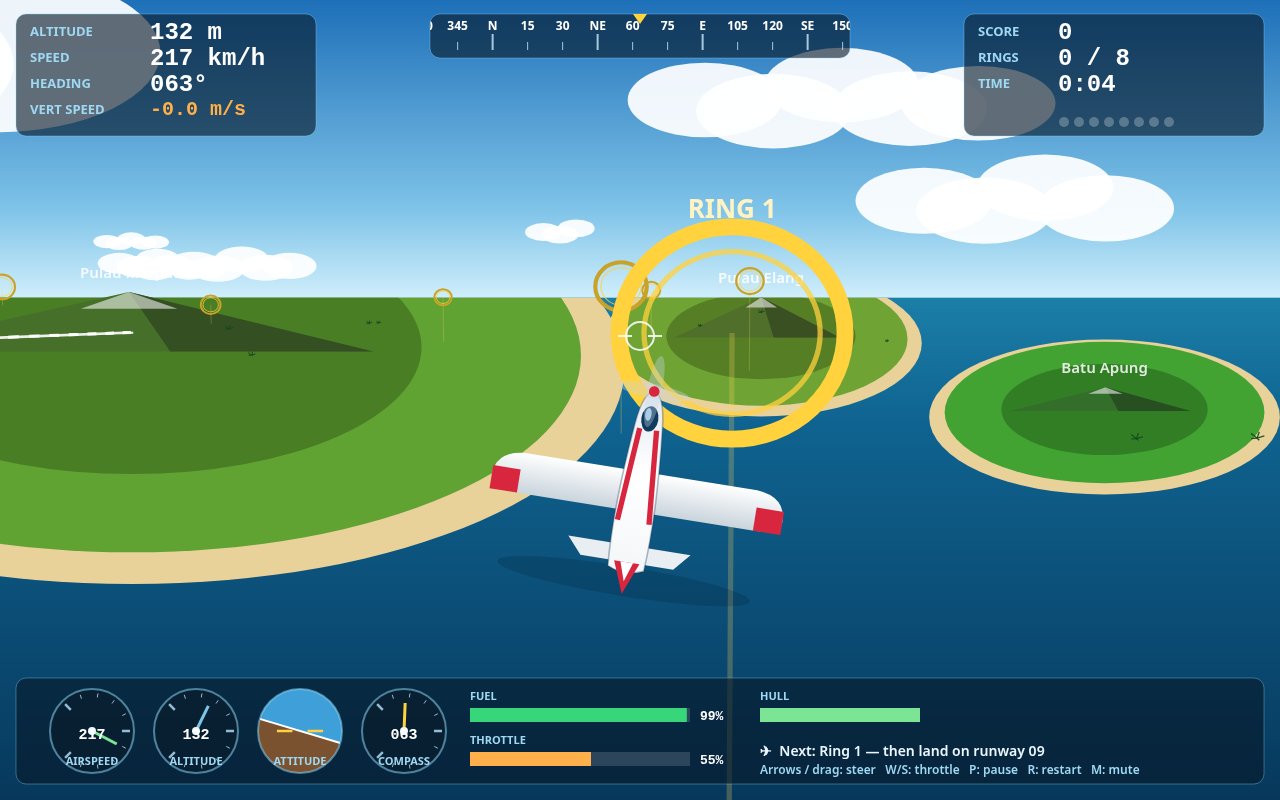 ALTITUDE 132 m
SPEED 217 km/h
HEADING 063°
VERT SPEED -0.0 m/s
345 N 15 30 NE 60 75 E 105 120 SE 150
SCORE 0
RINGS 0 / 8
TIME 0:04
RING 1
Pulau
Pulau Elang
Batu Apung
217
AIRSPEED
132
ALTITUDE
ATTITUDE
063
COMPASS
FUEL
99%
THROTTLE
55%
HULL
✈ Next: Ring 1 — then land on runway 09
Arrows / drag: steer W/S: throttle P: pause R: restart M: mute